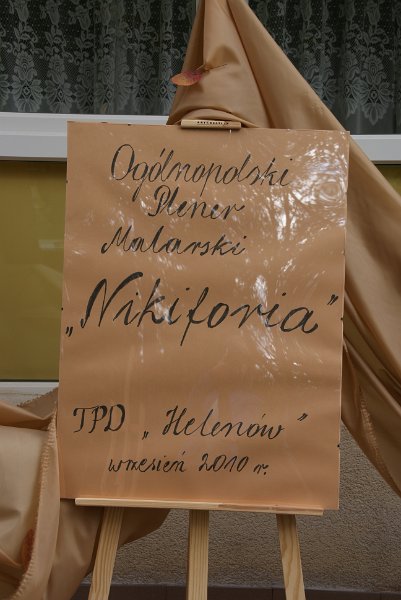 Ogólnopolski
Plener
Malarski
„Nikiforia”
TPD „Helenów”
wrzesień 2010 r.